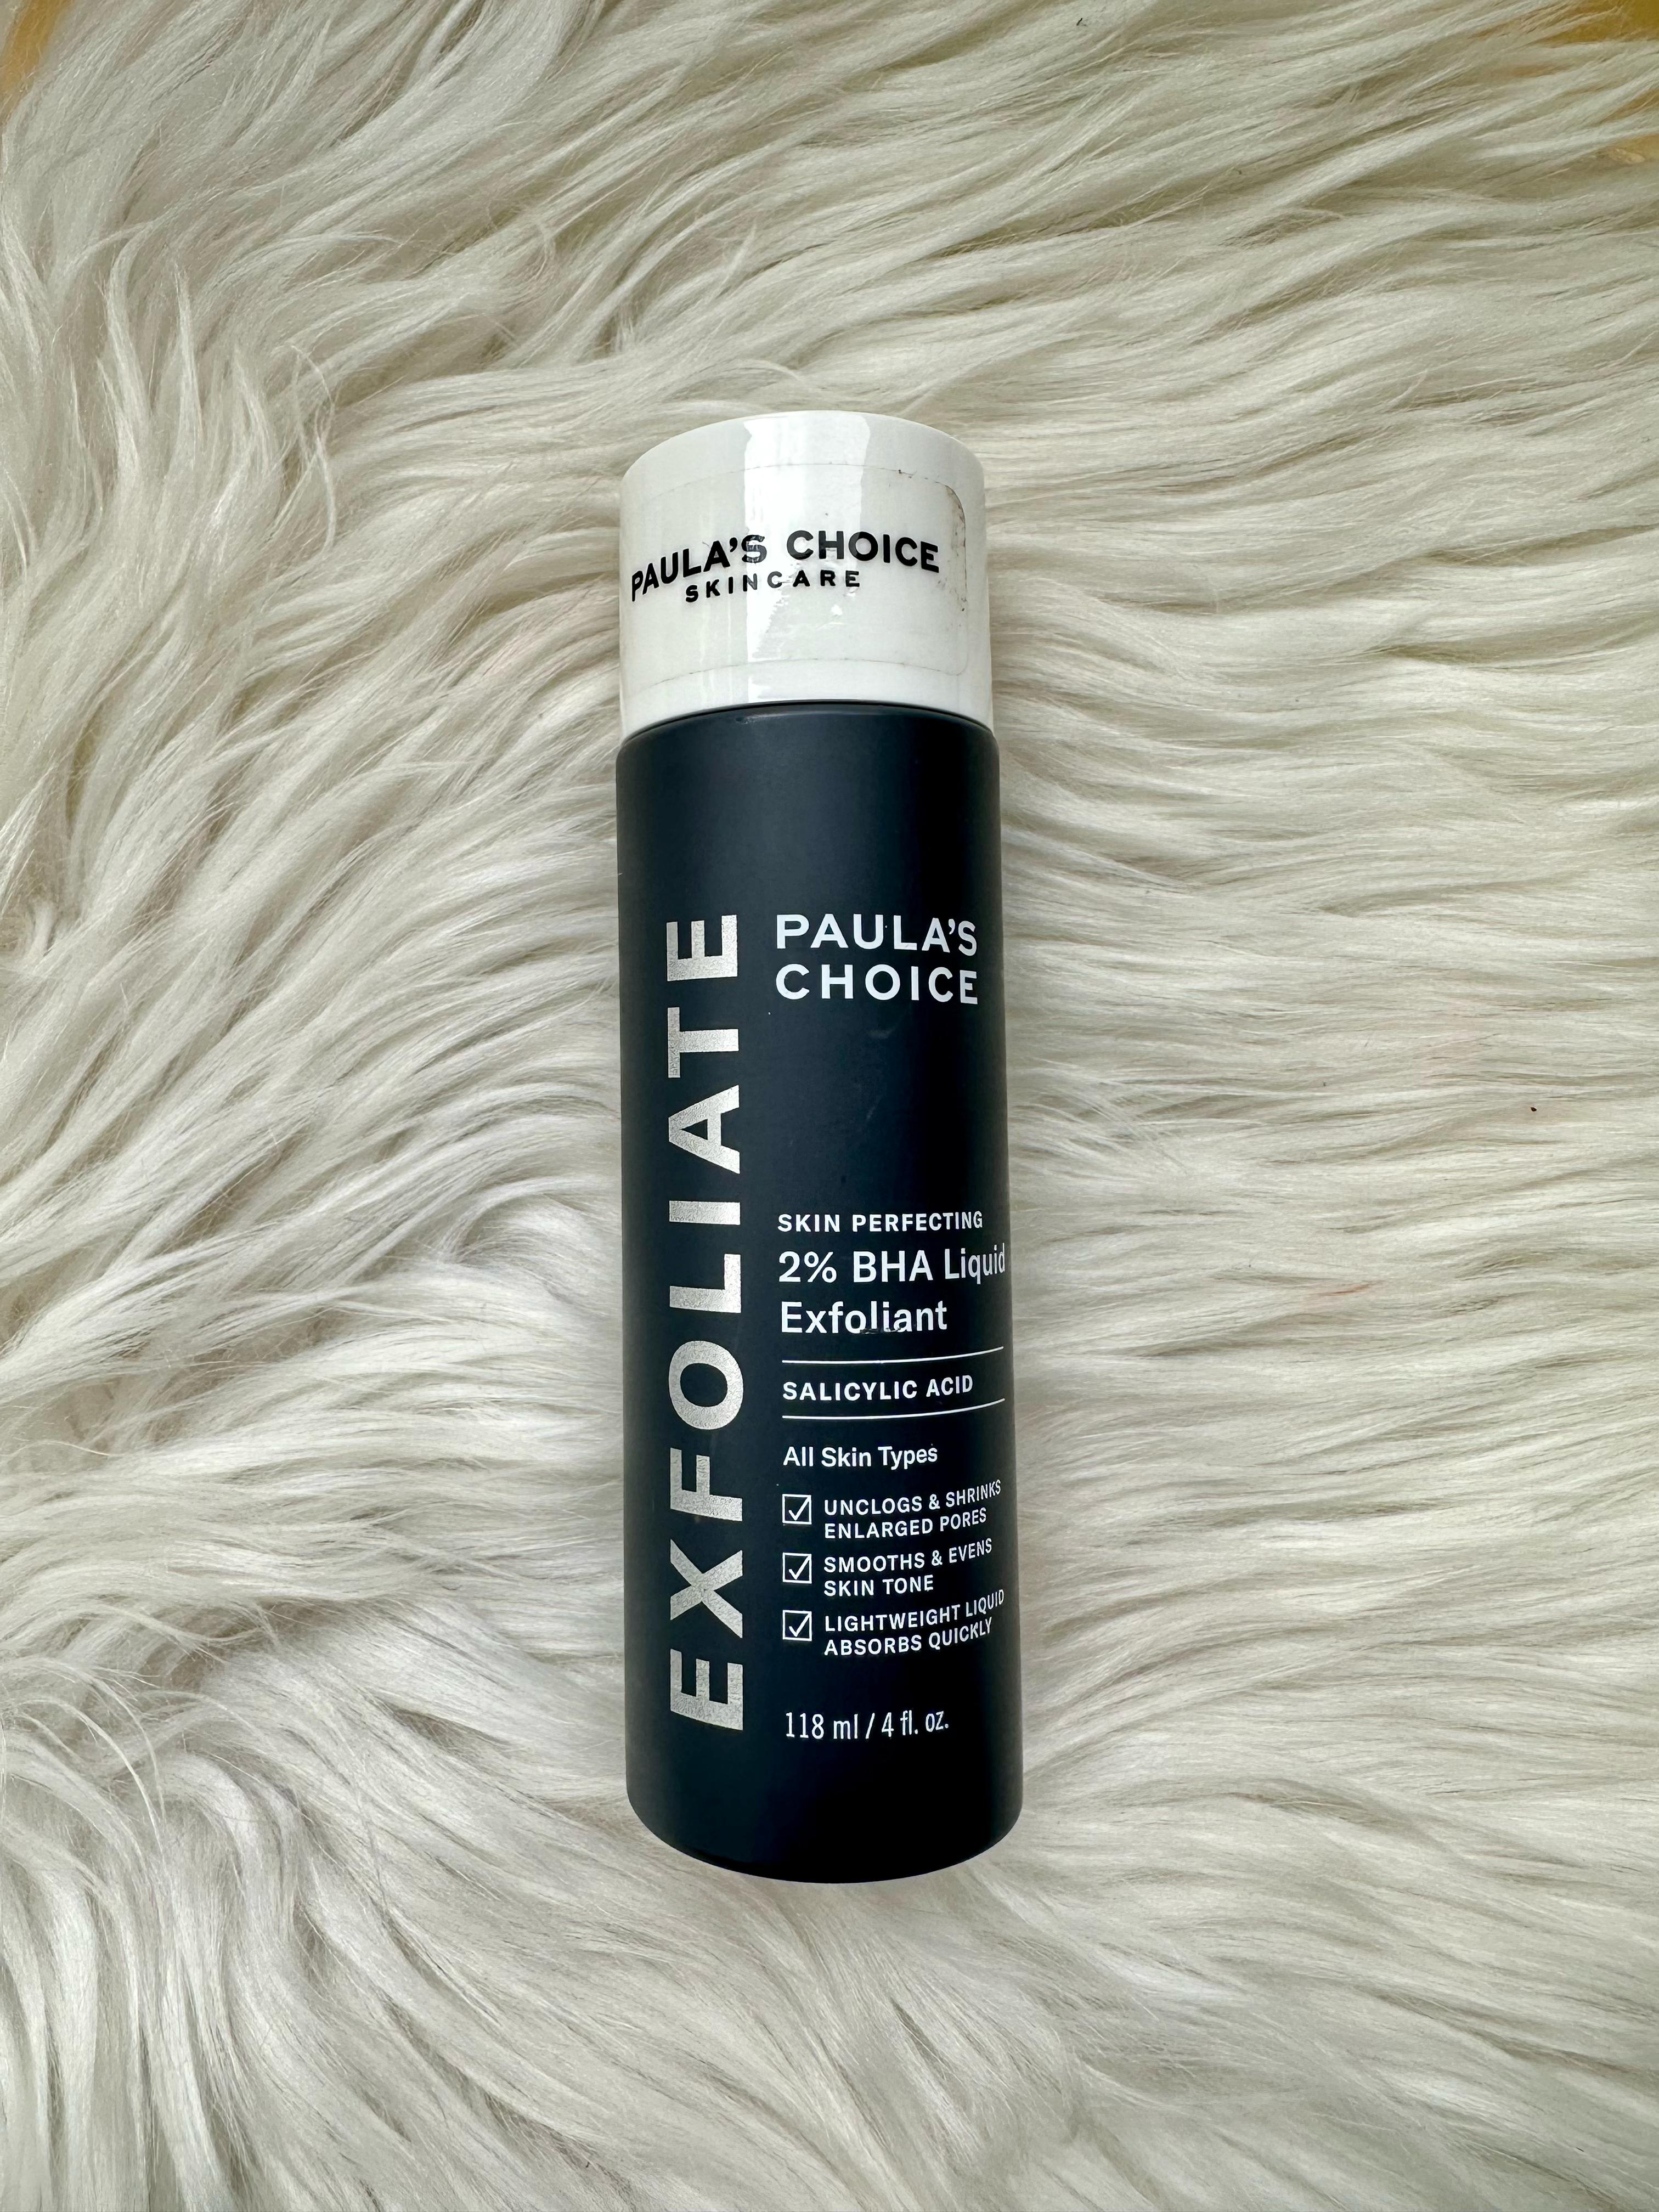 PAULA'S CHOICE
SKINCARE
EXFOLIATE
PAULA'S
CHOICE
SKIN PERFECTING
2% BHA Liquid
Exfoliant
SALICYLIC ACID
All Skin Types
UNCLOGS & SHRINKS
ENLARGED PORES
SMOOTHS & EVENS
SKIN TONE
LIGHTWEIGHT LIQUID
ABSORBS QUICKLY
118 ml / 4 fl. oz.